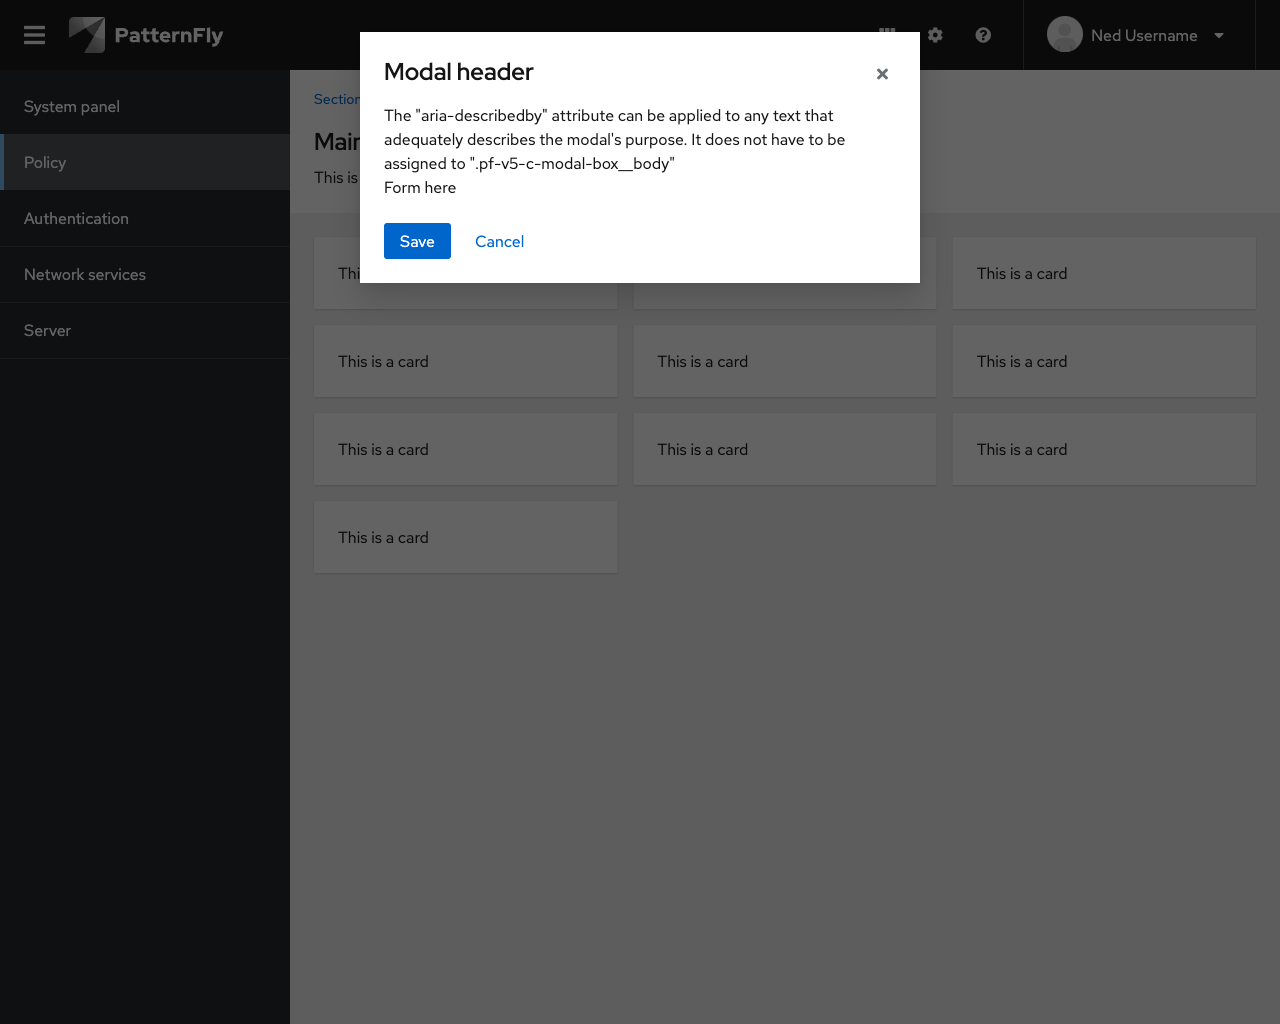 PatternFly
Ned Username
System panel
Policy
Authentication
Network services
Server
Section
This is
Modal header
The "aria-describedby" attribute can be applied to any text that
adequately describes the modal's purpose. It does not have to be
assigned to ".pf-v5-c-modal-box__body"
Form here
Save Cancel
This is a card
This is a card This is a card This is a card
This is a card This is a card This is a card
This is a card